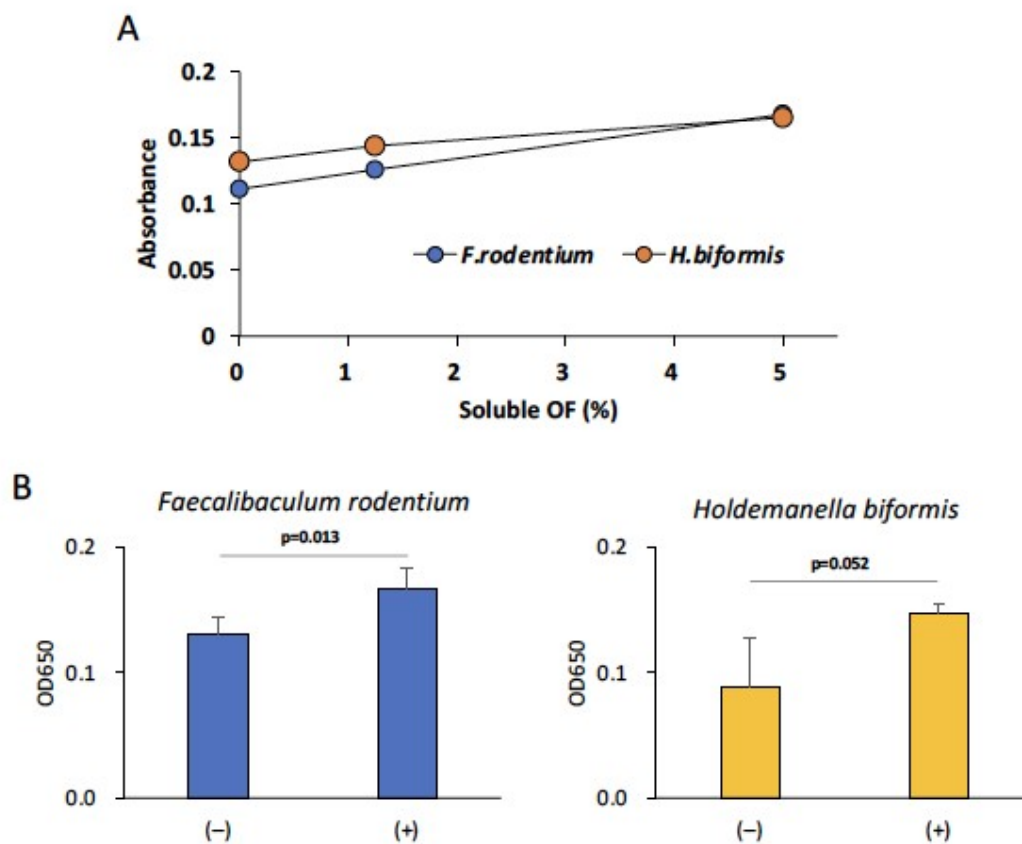 A
0.2
0.15
0.1
0.05
0
Absorbance
F.rodentium H.biformis
0 1 2 3 4 5
Soluble OF (%)
B
Faecalibaculum rodentium
p=0.013
0.2
0.1
0.0
OD650
(–) (+)
Holdemanella biformis
p=0.052
0.2
0.1
0.0
OD650
(–) (+)